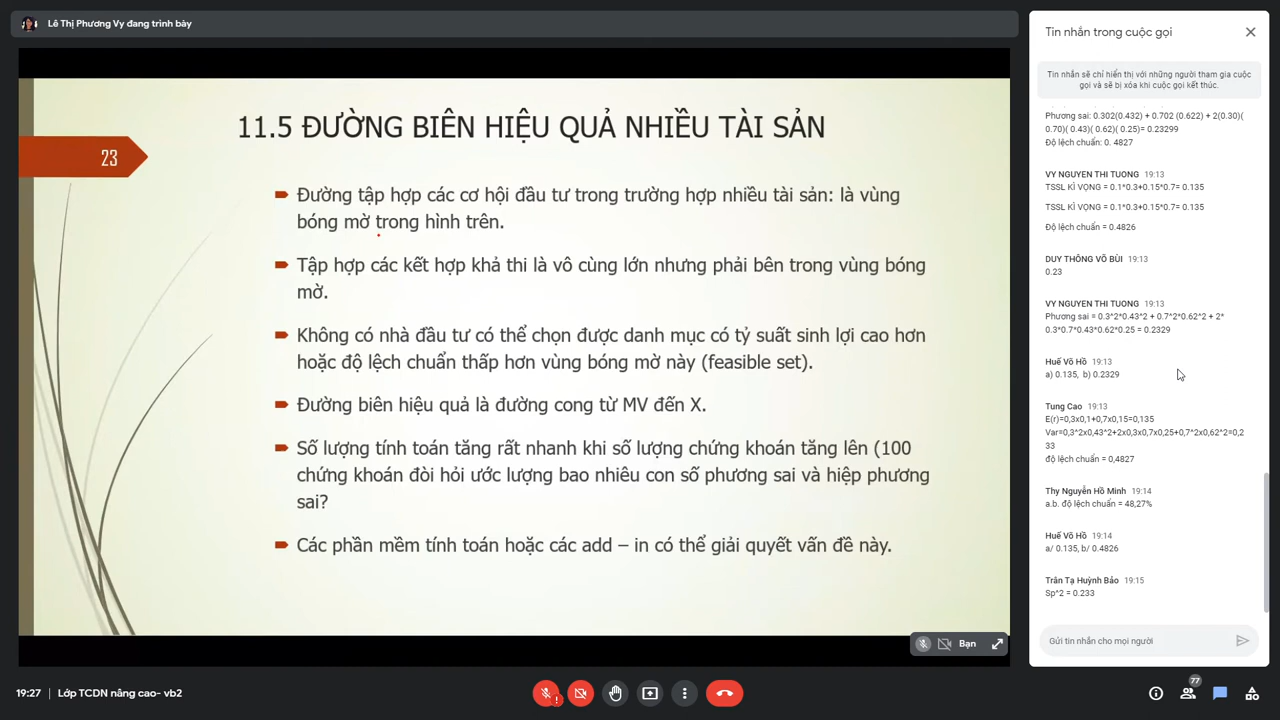 Lê Thị Phương Vy đang trình bày
23
11.5 ĐƯỜNG BIÊN HIỆU QUẢ NHIỀU TÀI SẢN
Đường tập hợp các cơ hội đầu tư trong trường hợp nhiều tài sản: là vùng
bóng mờ trong hình trên.
Tập hợp các kết hợp khả thi là vô cùng lớn nhưng phải bên trong vùng bóng
mờ.
Không có nhà đầu tư có thể chọn được danh mục có tỷ suất sinh lợi cao hơn
hoặc độ lệch chuẩn thấp hơn vùng bóng mờ này (feasible set).
Đường biên hiệu quả là đường cong từ MV đến X.
Số lượng tính toán tăng rất nhanh khi số lượng chứng khoán tăng lên (100
chứng khoán đòi hỏi ước lượng bao nhiêu con số phương sai và hiệp phương
sai?
Các phần mềm tính toán hoặc các add – in có thể giải quyết vấn đề này.
Bạn
19:27 | Lớp TCDN nâng cao- vb2
Tin nhắn trong cuộc gọi
Tin nhắn sẽ chỉ hiển thị với những người tham gia cuộc
gọi và sẽ bị xóa khi cuộc gọi kết thúc.
Phương sai: 0.302(0.432) + 0.702 (0.622) + 2(0.30)(
0.70)( 0.43)( 0.62)( 0.25)= 0.23299
Độ lệch chuẩn: 0. 4827
VY NGUYEN THI TUONG 19:13
TSSL KÌ VỌNG = 0.1*0.3+0.15*0.7= 0.135
TSSL KÌ VỌNG = 0.1*0.3+0.15*0.7= 0.135
Độ lệch chuẩn = 0.4826
DUY THÔNG VÕ BÙI 19:13
0.23
VY NGUYEN THI TUONG 19:13
Phương sai = 0.3^2*0.43^2 + 0.7^2*0.62^2 + 2*
0.3*0.7*0.43*0.62*0.25 = 0.2329
Huế Võ Hồ 19:13
a) 0.135, b) 0.2329
Tung Cao 19:13
E(r)=0,3x0,1+0,7x0,15=0,135
Var=0,3^2x0,43^2+2x0,3x0,7x0,25+0,7^2x0,62^2=0,2
33
độ lệch chuẩn = 0,4827
Thy Nguyễn Hồ Minh 19:14
a.b. độ lệch chuẩn = 48,27%
Huế Võ Hồ 19:14
a/ 0.135, b/ 0.4826
Trân Tạ Huỳnh Bảo 19:15
Sp^2 = 0.233
Gửi tin nhắn cho mọi người
77